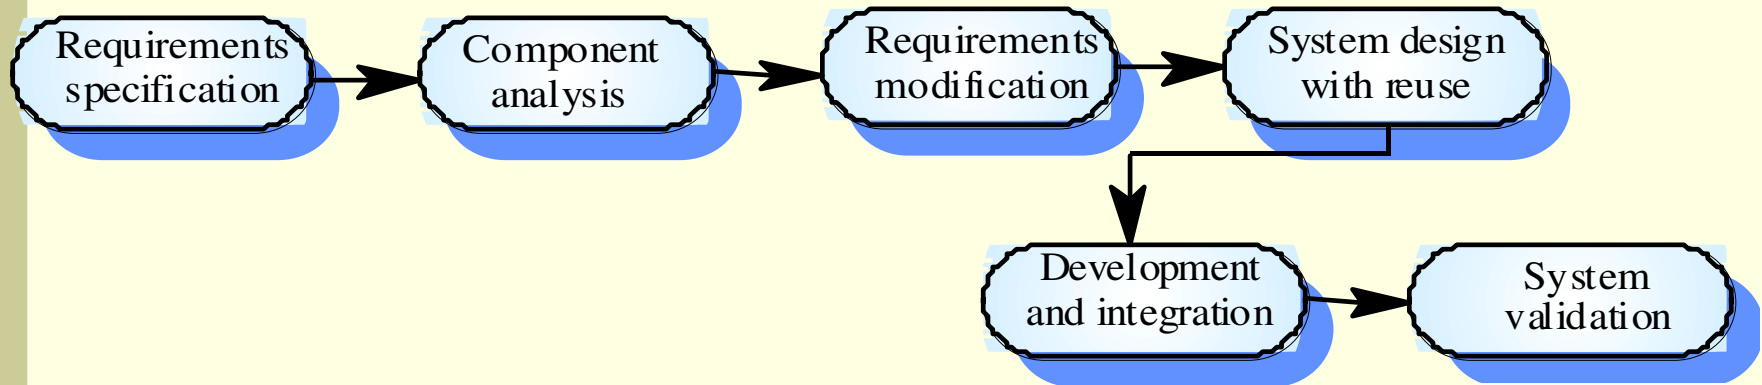 Requirements
specification
Component
analysis
Requirements
modification
System design
with reuse
Development
and integration
System
validation